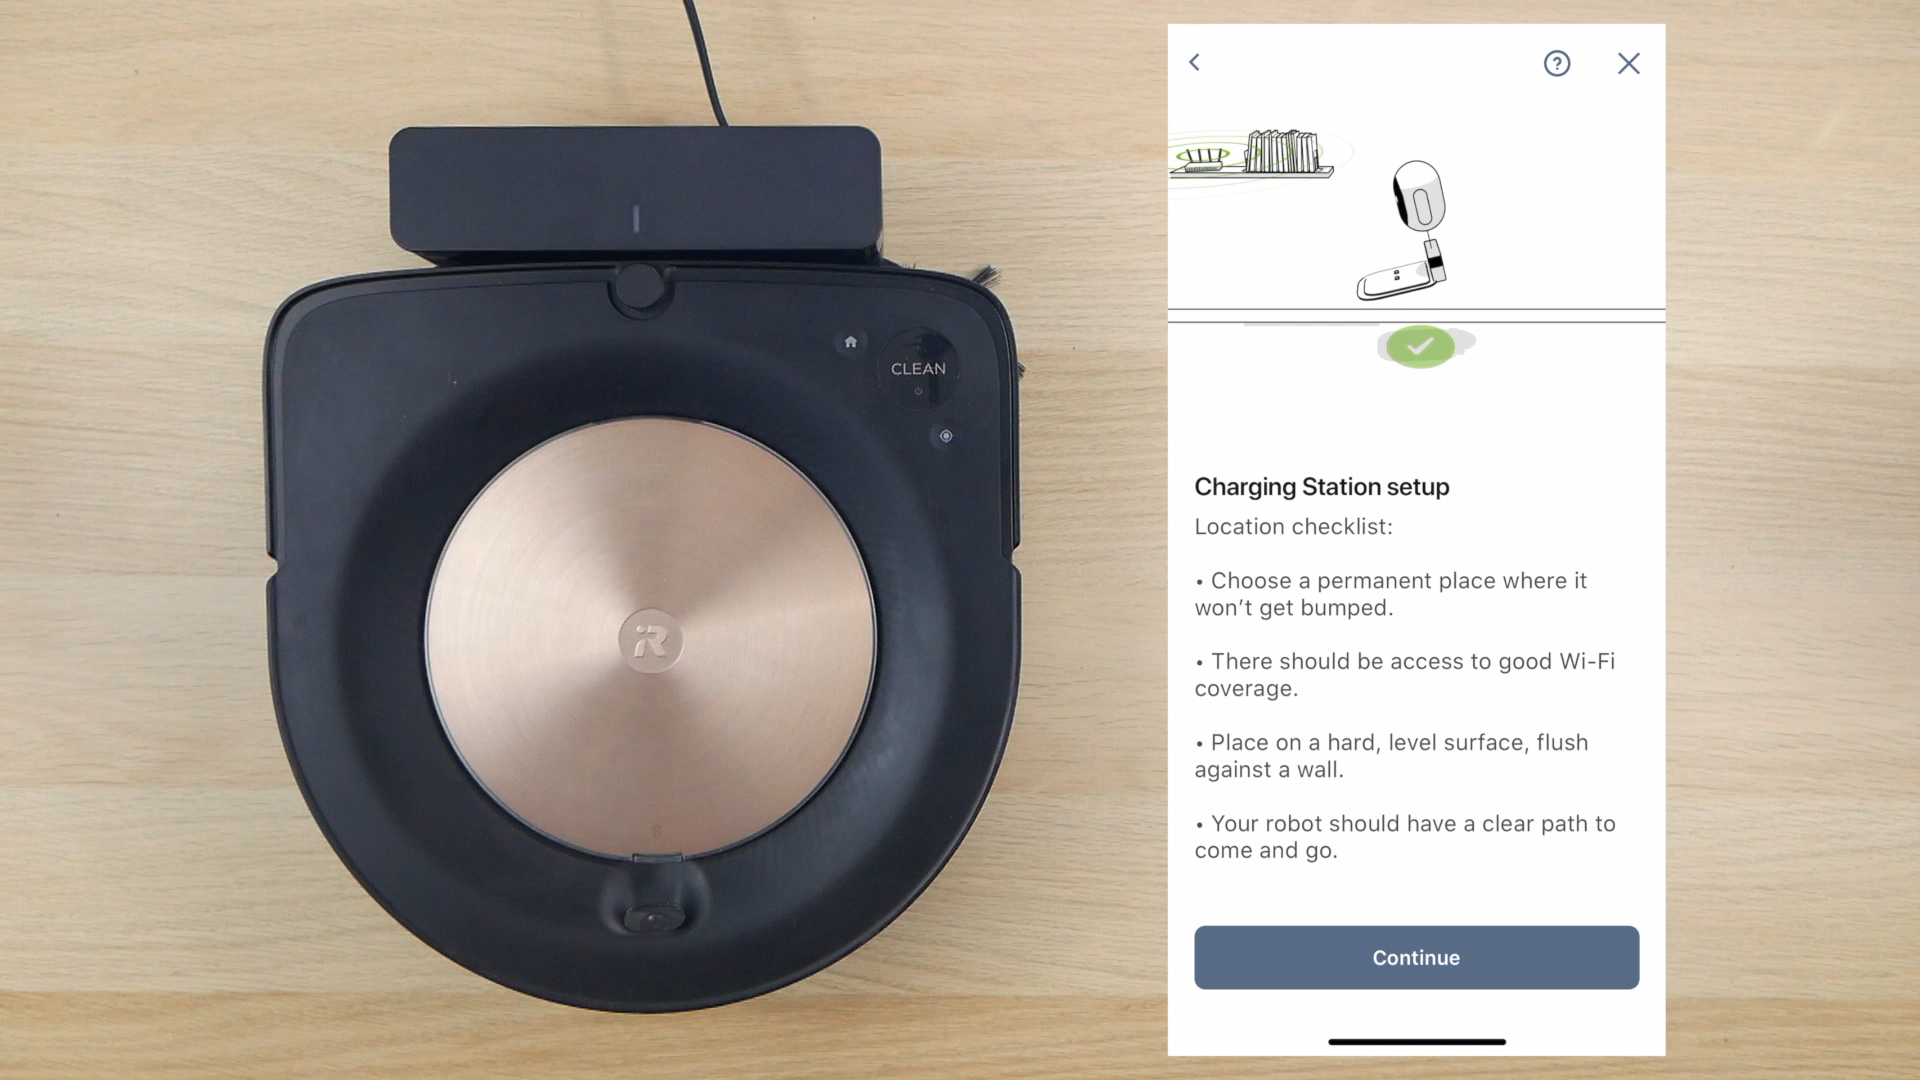 CLEAN
iR
?
Charging Station setup
Location checklist:
• Choose a permanent place where it
won’t get bumped.
• There should be access to good Wi-Fi
coverage.
• Place on a hard, level surface, flush
against a wall.
• Your robot should have a clear path to
come and go.
Continue